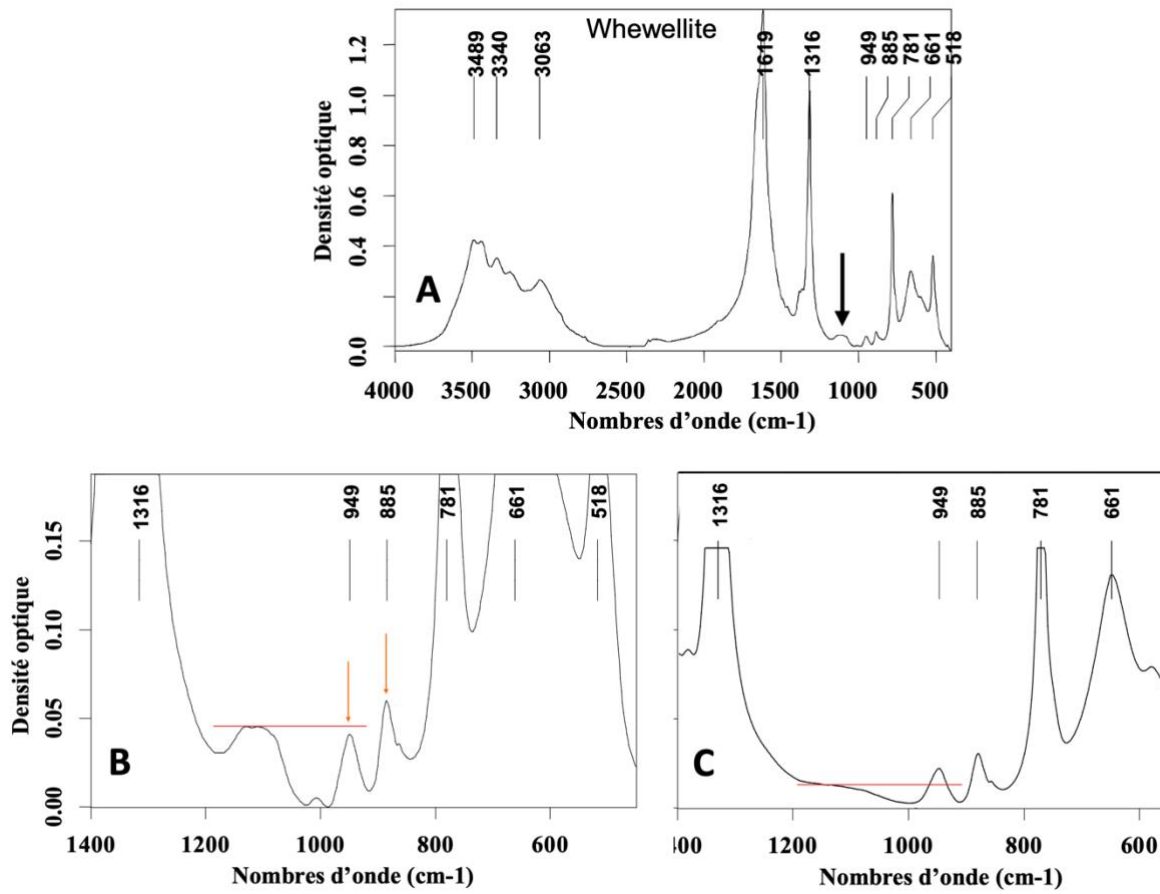 Whewellite
3489
3340
3063
1619
1316
949
885
781
661
518
Densité optique
1.2
1.0
0.8
0.6
0.4
0.2
0.0
A
4000 3500 3000 2500 2000 1500 1000 500
Nombres d’onde (cm-1)
1316
949
885
781
661
518
Densité optique
0.15
0.10
0.05
0.00
B
1400 1200 1000 800 600
Nombres d’onde (cm-1)
1316
949
885
781
661
C
400 1200 1000 800 600
Nombres d’onde (cm-1)